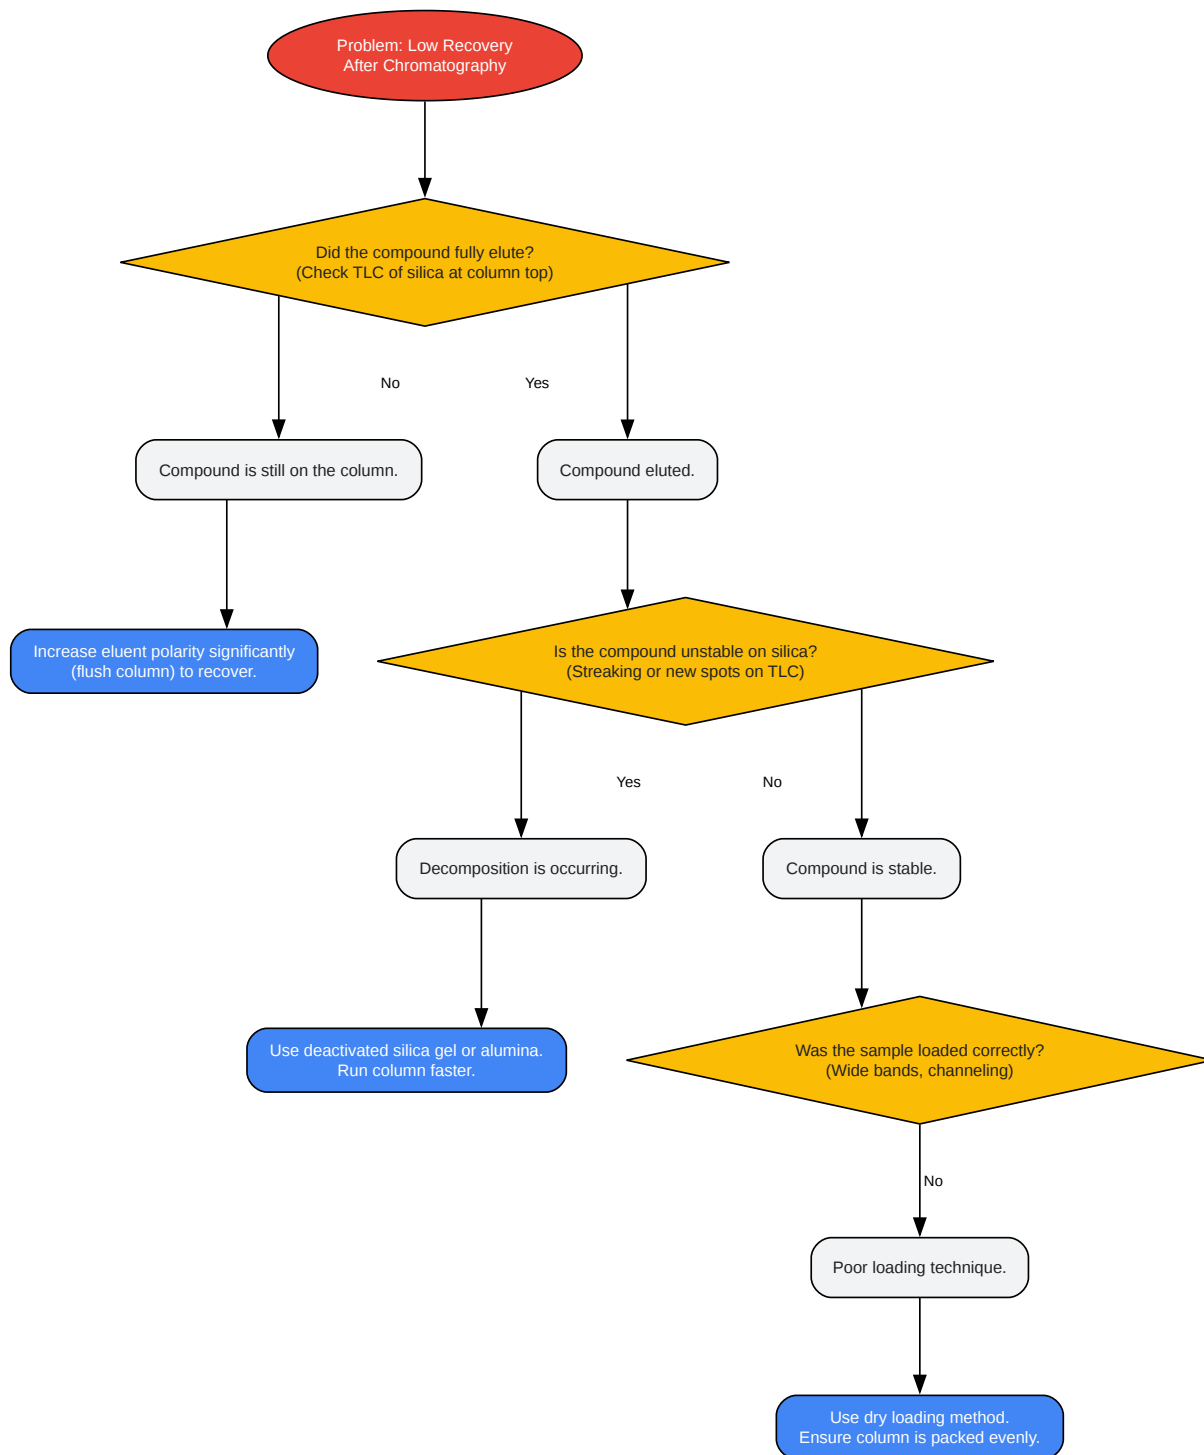 Problem: Low Recovery
After Chromatography
Did the compound fully elute?
(Check TLC of silica at column top)
No
Yes
Compound is still on the column.
Compound eluted.
Increase eluent polarity significantly
(flush column) to recover.
Is the compound unstable on silica?
(Streaking or new spots on TLC)
Yes
No
Decomposition is occurring.
Compound is stable.
Use deactivated silica gel or alumina.
Run column faster.
Was the sample loaded correctly?
(Wide bands, channeling)
No
Poor loading technique.
Use dry loading method.
Ensure column is packed evenly.